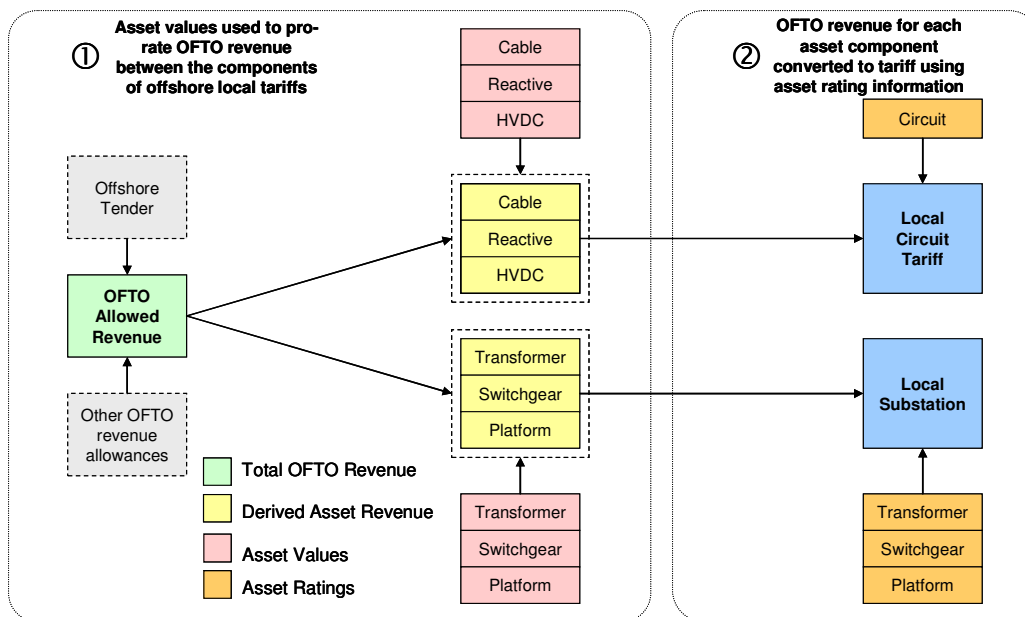 ①
Asset values used to pro-
rate OFTO revenue
between the components
of offshore local tariffs
Cable
Reactive
HVDC
Offshore
Tender
OFTO
Allowed
Revenue
Other OFTO
revenue
allowances
Cable
Reactive
HVDC
Transformer
Switchgear
Platform
Transformer
Switchgear
Platform
Total OFTO Revenue
Derived Asset Revenue
Asset Values
Asset Ratings
②
OFTO revenue for each
asset component
converted to tariff using
asset rating information
Circuit
Local
Circuit
Tariff
Local
Substation
Transformer
Switchgear
Platform